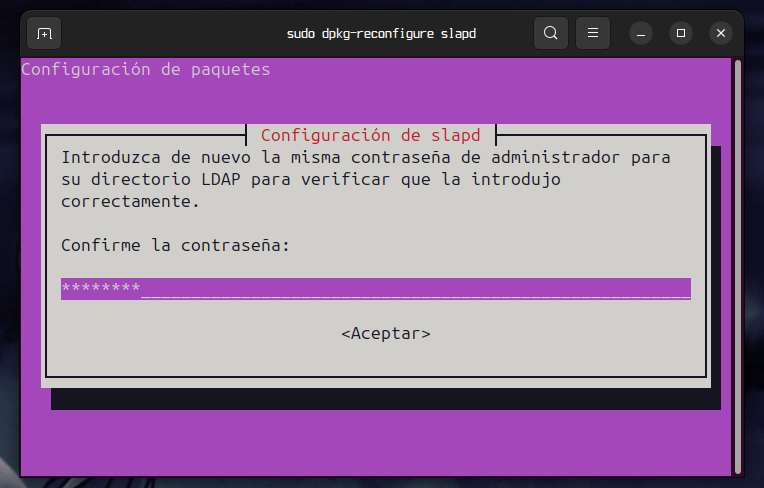 sudo dpkg-reconfigure slapd
Configuración de paquetes
Configuración de slapd
Introduzca de nuevo la misma contraseña de administrador para
su directorio LDAP para verificar que la introdujo
correctamente.
Confirme la contraseña:
********_______________________________________________________
<Aceptar>